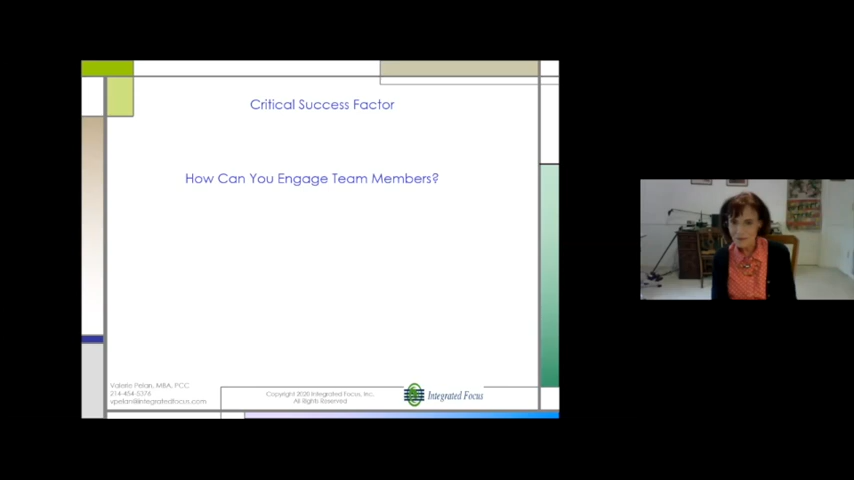 Critical Success Factor
How Can You Engage Team Members?
Valerie Pelan, MBA, PCC
214-454-5376
vpelan@integratedfocus.com
Copyright 2020 Integrated Focus, Inc.
All Rights Reserved
Integrated Focus